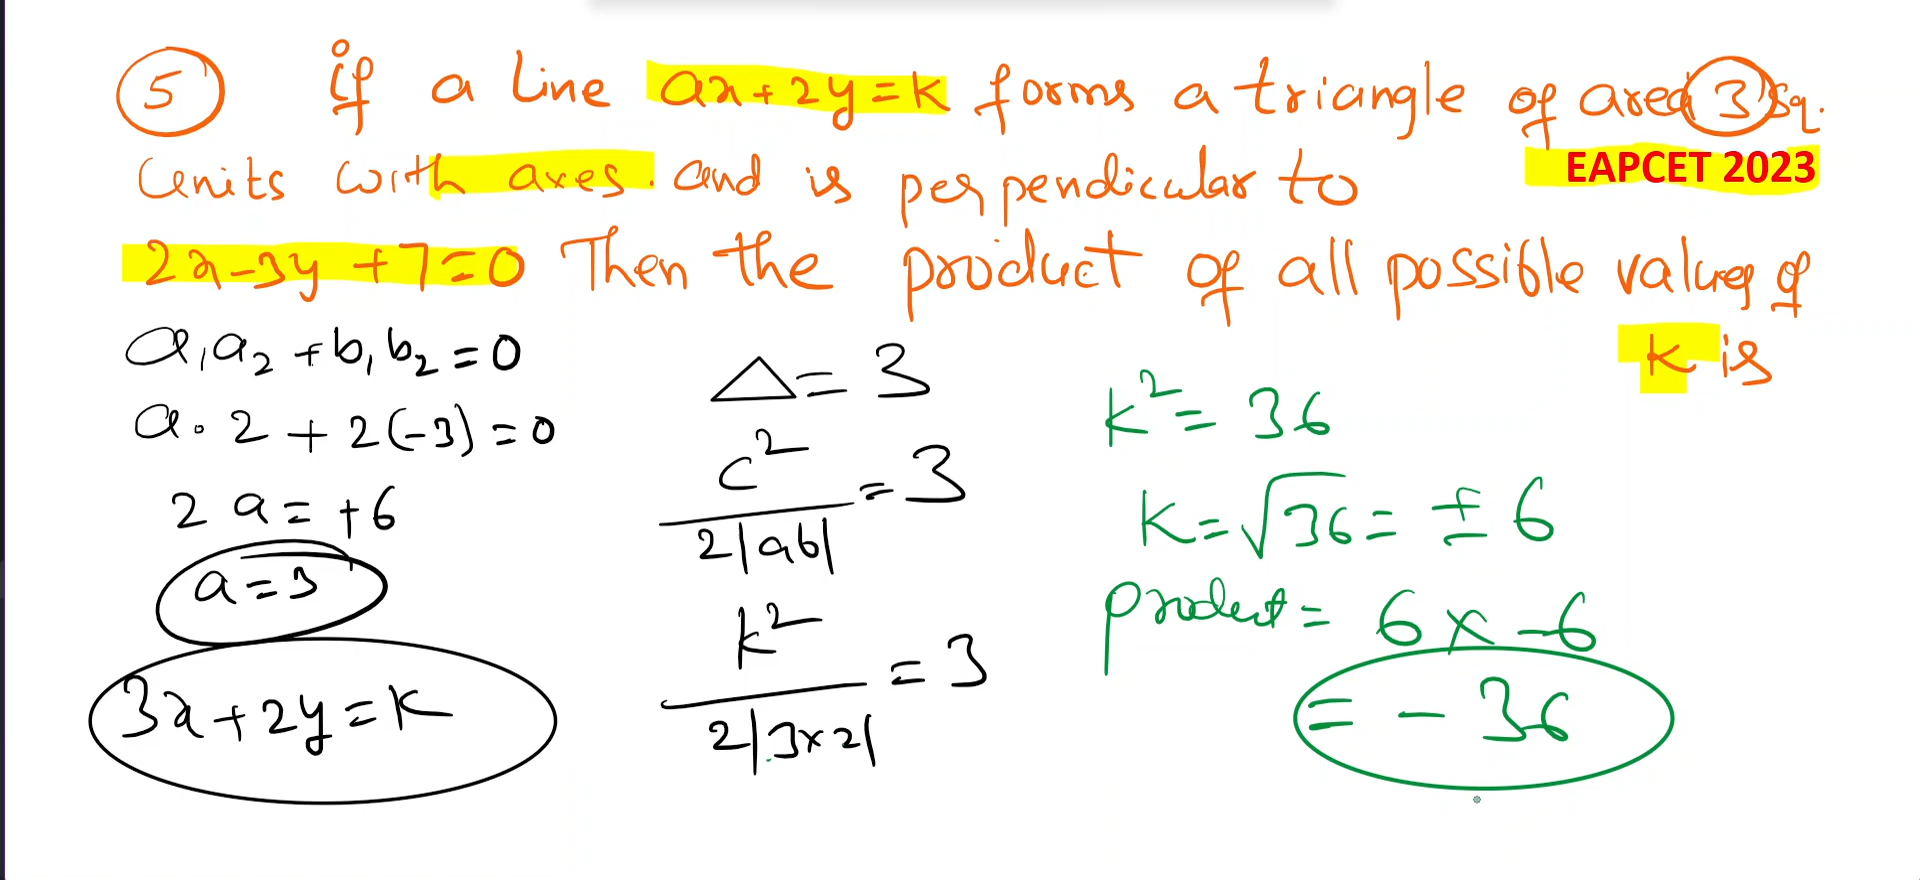 5 if a line ax+2y=k forms a triangle of area 3 sq.
units with axes. and is perpendicular to
EAPCET 2023
2x-3y+7=0 Then the product of all possible values of
k is
a₁a₂+b₁b₂=0
a.2+2(-3)=0
2a=+6
a=3
3x+2y=k
△=3
c²/2|ab|=3
k²/2|3×2|=3
k²=36
k=√36=±6
product=6×-6
=-36